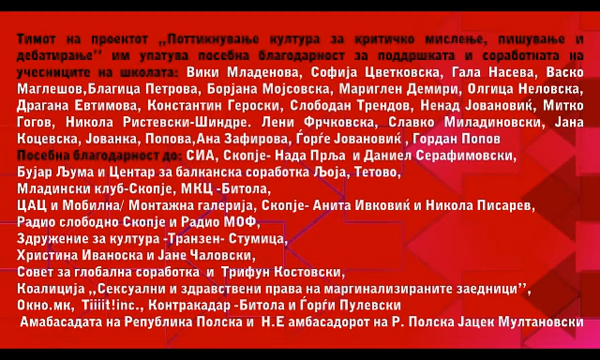 Тимот на проектот ,,Поттикнување култура за критичко мислење, пишување и
дебатирање'' им упатува посебна благодарност за поддршката и соработката на
учесниците на школата: Вики Младенова, Софија Цветковска, Гала Насева, Васко
Маглешов,Благица Петрова, Борјана Мојсовска, Мариглен Демири, Олгица Неловска,
Драгана Евтимова, Константин Героски, Слободан Трендов, Ненад Јовановиќ, Митко
Гогов, Никола Ристевски-Шиндре. Лени Фрчковска, Славко Миладиновски, Јана
Коцевска, Јованка, Попова,Ана Зафирова, Ѓорѓе Јовановиќ , Гордан Попов
Посебна благодарност до: СИА, Скопје- Нада Прља и Даниел Серафимовски,
Бујар Љума и Центар за балканска соработка Љоја, Тетово,
Младински клуб-Скопје, МКЦ -Битола,
ЦАЦ и Мобилна/ Монтажна галерија, Скопје- Анита Ивковиќ и Никола Писарев,
Радио слободно Скопје и Радио МОФ,
Здружение за култура -Транзен- Стумица,
Христина Иваноска и Јане Чаловски,
Совет за глобална соработка и Трифун Костовски,
Коалиција ,,Сексуални и здравствени права на маргинализираните заедници'',
Окно.мк, Tiiiit!inc., Контракадар -Битола и Ѓорѓи Пулевски
Амабасадата на Република Полска и Н.Е амбасадорот на Р. Полска Јацек Мултановски